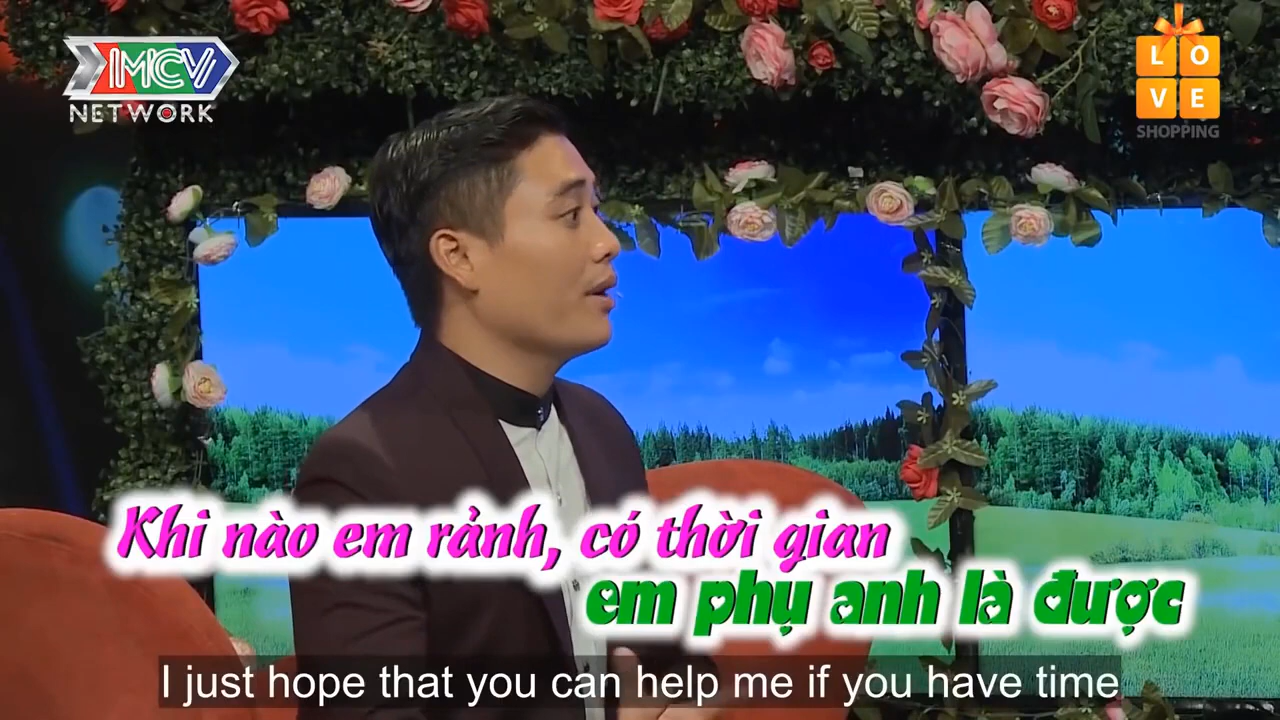 MCV
NETWORK
L O
V E
SHOPPING
Khi nào em rảnh, có thời gian
em phụ anh là được
I just hope that you can help me if you have time